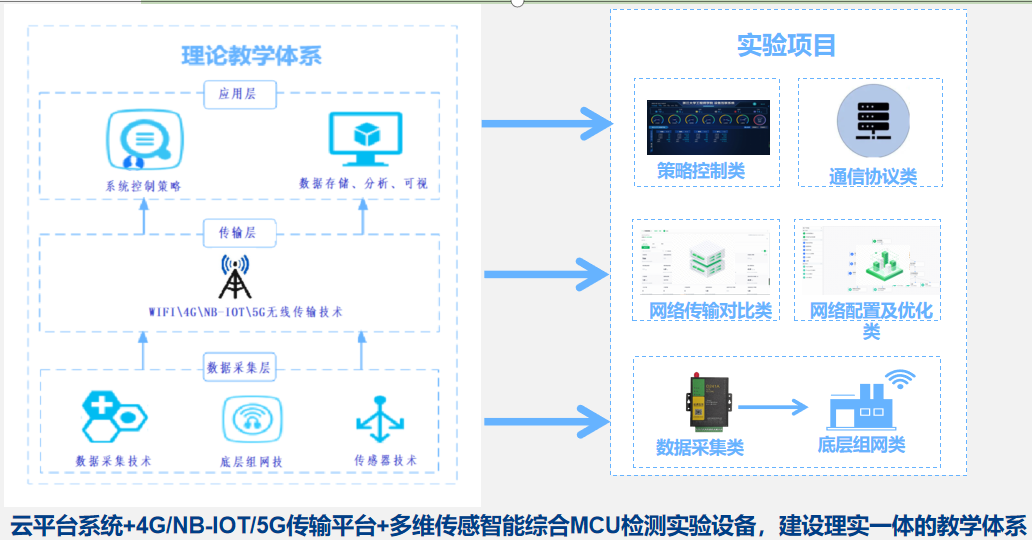 理论教学体系
应用层
系统控制策略
数据存储、分析、可视
传输层
WIFI\4G\NB-IOT\5G无线传输技术
数据采集层
数据采集技术
底层组网技
传感器技术
实验项目
策略控制类
通信协议类
网络传输对比类
网络配置及优化
类
数据采集类
底层组网类
云平台系统+4G/NB-IOT/5G传输平台+多维传感智能综合MCU检测实验设备，建设理实一体的教学体系